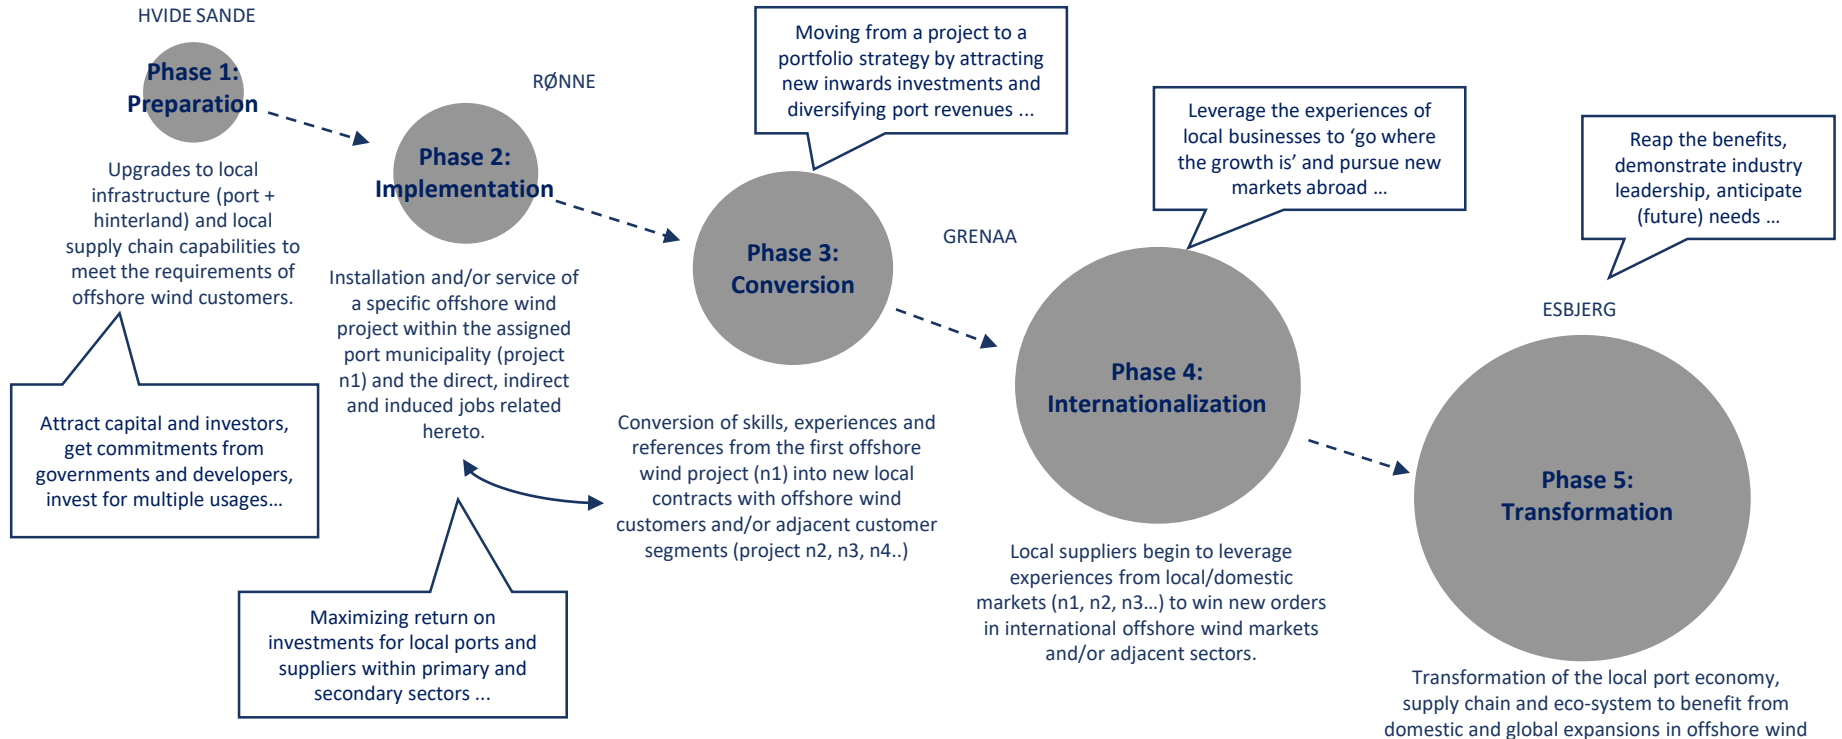 HVIDE SANDE
Phase 1:
Preparation
Upgrades to local
infrastructure (port +
hinterland) and local
supply chain capabilities to
meet the requirements of
offshore wind customers.
Attract capital and investors,
get commitments from
governments and developers,
invest for multiple usages…
RØNNE
Phase 2:
Implementation
Installation and/or service of
a specific offshore wind
project within the assigned
port municipality (project
n1) and the direct, indirect
and induced jobs related
hereto.
Maximizing return on
investments for local ports and
suppliers within primary and
secondary sectors ...
Moving from a project to a
portfolio strategy by attracting
new inwards investments and
diversifying port revenues ...
Phase 3:
Conversion
Conversion of skills, experiences and
references from the first offshore
wind project (n1) into new local
contracts with offshore wind
customers and/or adjacent customer
segments (project n2, n3, n4..)
GRENAA
Leverage the experiences of
local businesses to ‘go where
the growth is’ and pursue new
markets abroad ...
Phase 4:
Internationalization
Local suppliers begin to leverage
experiences from local/domestic
markets (n1, n2, n3...) to win new orders
in international offshore wind markets
and/or adjacent sectors.
Reap the benefits,
demonstrate industry
leadership, anticipate
(future) needs ...
ESBJERG
Phase 5:
Transformation
Transformation of the local port economy,
supply chain and eco-system to benefit from
domestic and global expansions in offshore wind